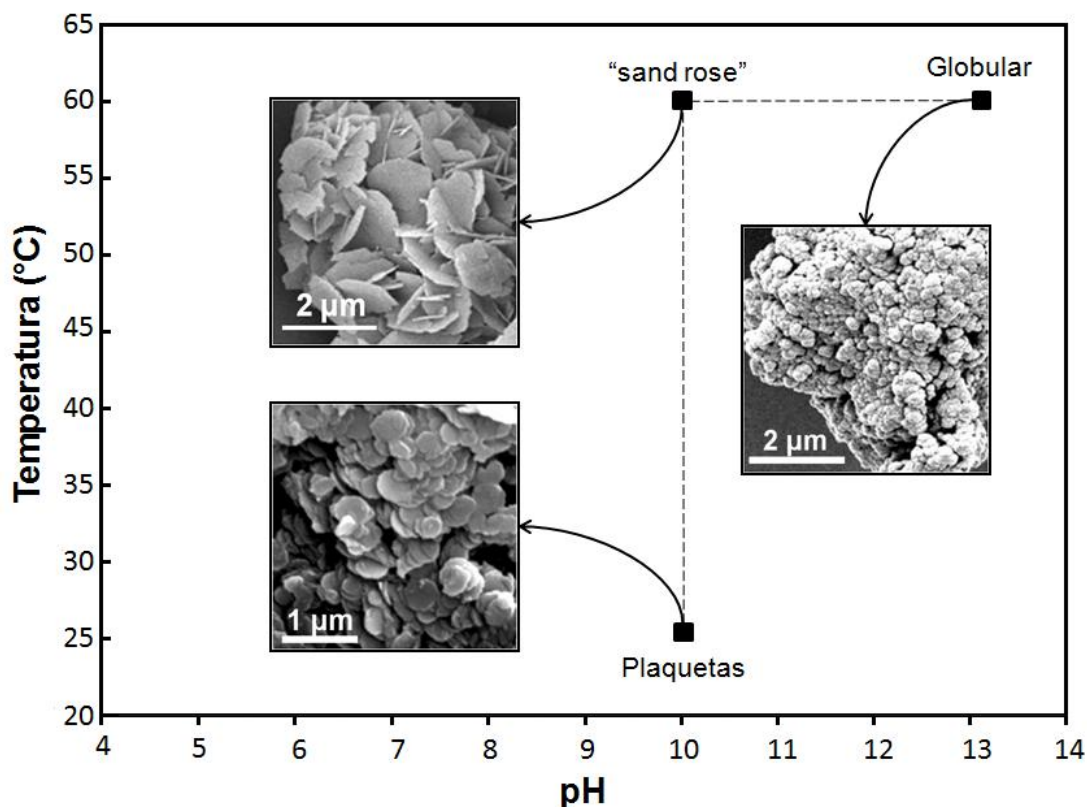 65
60
55
50
45
40
35
30
25
20
Temperatura (°C)
“sand rose”
Globular
2 µm
2 µm
1 µm
Plaquetas
4 5 6 7 8 9 10 11 12 13 14
pH